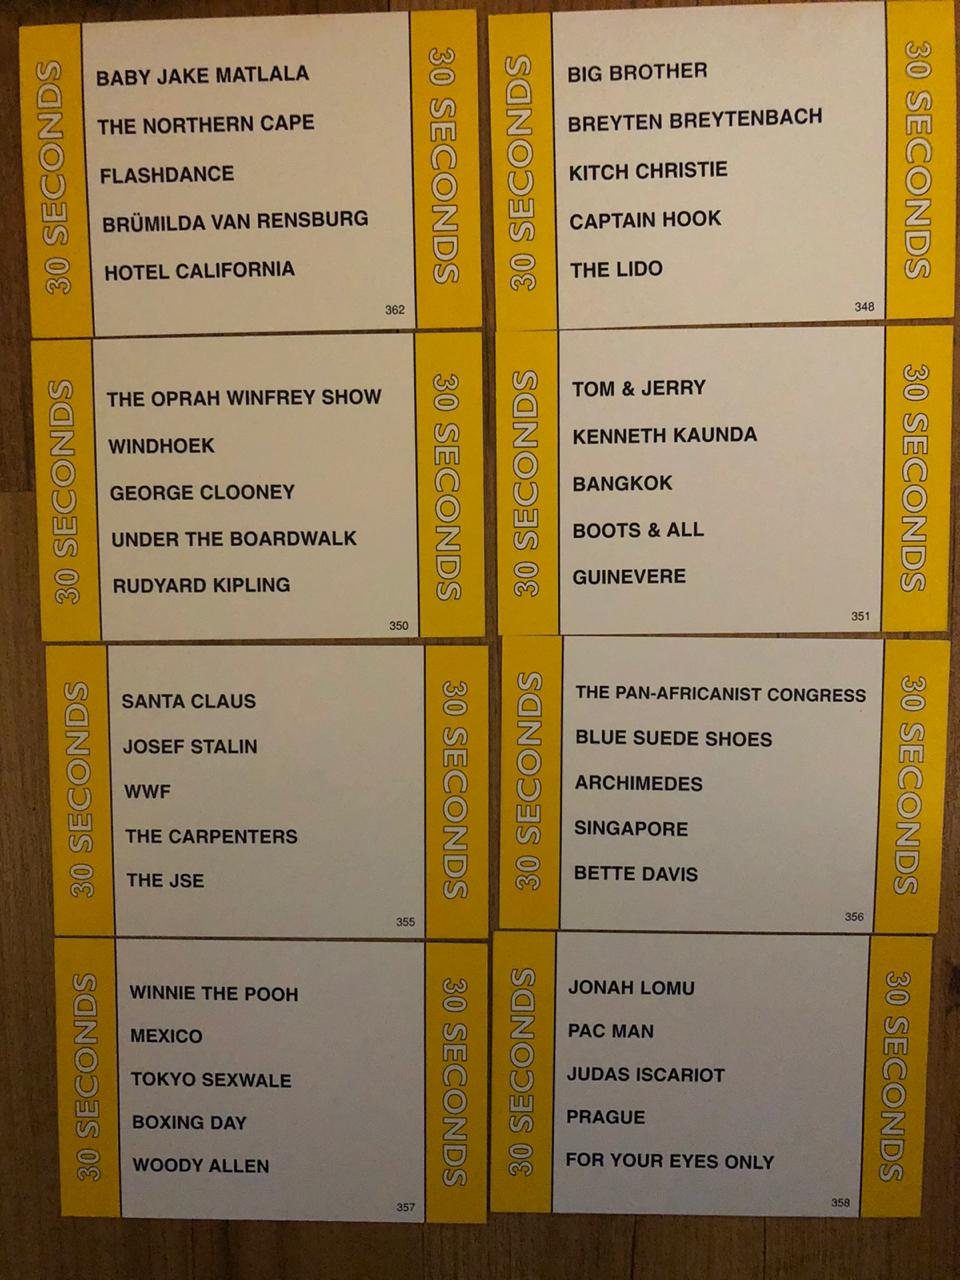 30 SECONDS
BABY JAKE MATLALA
THE NORTHERN CAPE
FLASHDANCE
BRÜMILDA VAN RENSBURG
HOTEL CALIFORNIA
362
30 SECONDS
30 SECONDS
BIG BROTHER
BREYTEN BREYTENBACH
KITCH CHRISTIE
CAPTAIN HOOK
THE LIDO
348
30 SECONDS
30 SECONDS
THE OPRAH WINFREY SHOW
WINDHOEK
GEORGE CLOONEY
UNDER THE BOARDWALK
RUDYARD KIPLING
350
30 SECONDS
30 SECONDS
TOM & JERRY
KENNETH KAUNDA
BANGKOK
BOOTS & ALL
GUINEVERE
351
30 SECONDS
30 SECONDS
SANTA CLAUS
JOSEF STALIN
WWF
THE CARPENTERS
THE JSE
355
30 SECONDS
30 SECONDS
THE PAN-AFRICANIST CONGRESS
BLUE SUEDE SHOES
ARCHIMEDES
SINGAPORE
BETTE DAVIS
356
30 SECONDS
30 SECONDS
WINNIE THE POOH
MEXICO
TOKYO SEXWALE
BOXING DAY
WOODY ALLEN
357
30 SECONDS
30 SECONDS
JONAH LOMU
PAC MAN
JUDAS ISCARIOT
PRAGUE
FOR YOUR EYES ONLY
358
30 SECONDS